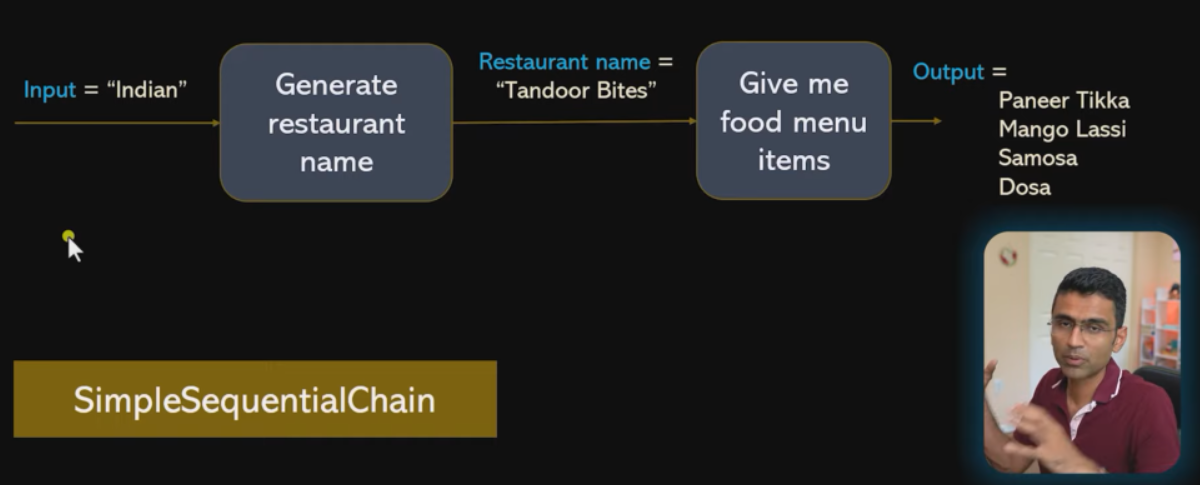 Input = “Indian”
Generate
restaurant
name
Restaurant name =
“Tandoor Bites”
Give me
food menu
items
Output =
Paneer Tikka
Mango Lassi
Samosa
Dosa
SimpleSequentialChain